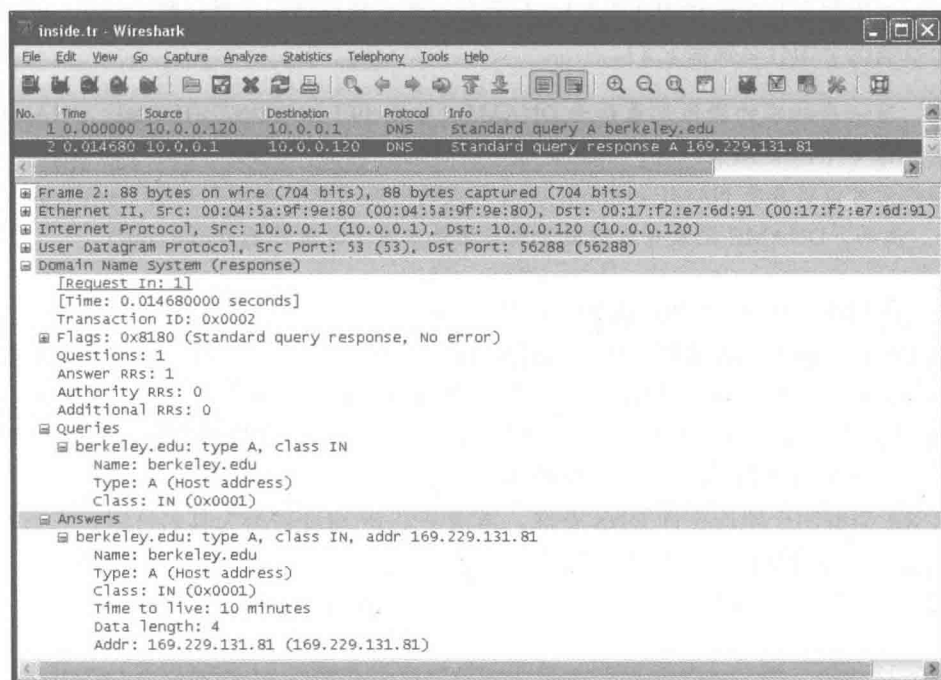 inside.tr - Wireshark
File Edit View Go Capture Analyze Statistics Telephony Tools Help
No. Time Source Destination Protocol Info
1 0.000000 10.0.0.120 10.0.0.1 DNS Standard query A berkeley.edu
2 0.014680 10.0.0.1 10.0.0.120 DNS Standard query response A 169.229.131.81
Frame 2: 88 bytes on wire (704 bits), 88 bytes captured (704 bits)
Ethernet II, Src: 00:04:5a:9f:9e:80 (00:04:5a:9f:9e:80), Dst: 00:17:f2:e7:6d:91 (00:17:f2:e7:6d:91)
Internet Protocol, Src: 10.0.0.1 (10.0.0.1), Dst: 10.0.0.120 (10.0.0.120)
User Datagram Protocol, Src Port: 53 (53), Dst Port: 56288 (56288)
Domain Name System (response)
[Request In: 1]
[Time: 0.014680000 seconds]
Transaction ID: 0x0002
Flags: 0x8180 (Standard query response, No error)
Questions: 1
Answer RRs: 1
Authority RRs: 0
Additional RRs: 0
Queries
berkeley.edu: type A, class IN
Name: berkeley.edu
Type: A (Host address)
Class: IN (0x0001)
Answers
berkeley.edu: type A, class IN, addr 169.229.131.81
Name: berkeley.edu
Type: A (Host address)
Class: IN (0x0001)
Time to live: 10 minutes
Data length: 4
Addr: 169.229.131.81 (169.229.131.81)